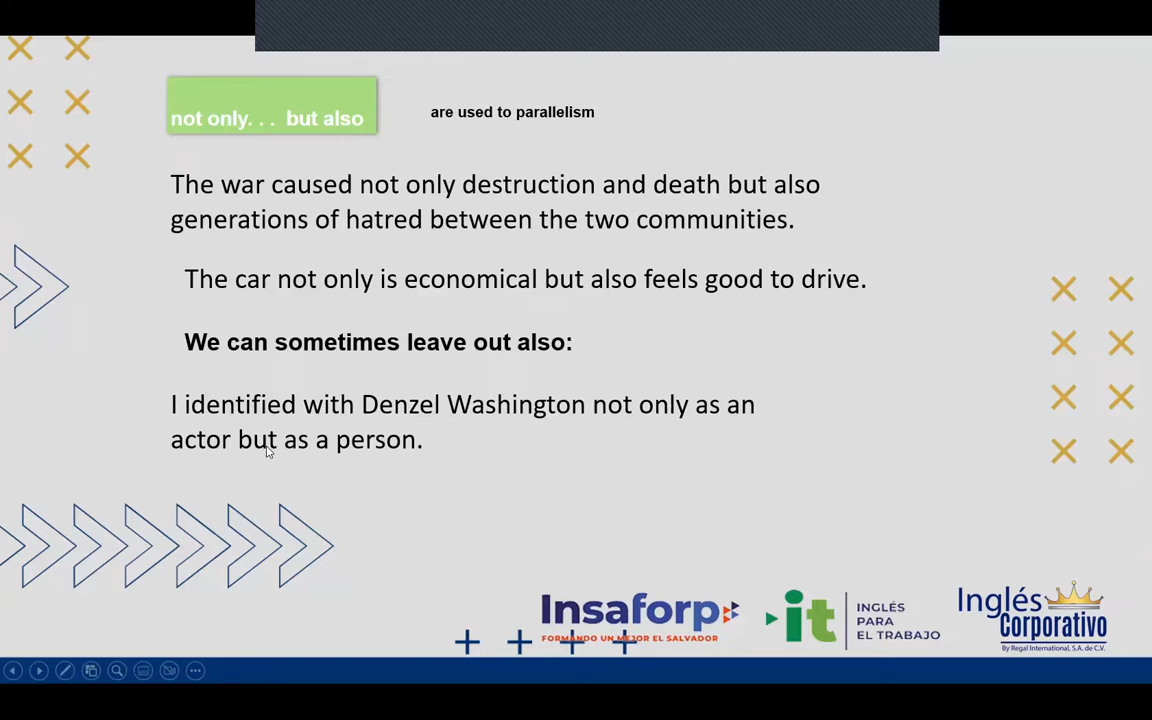 not only. . .  but also
are used to parallelism
The war caused not only destruction and death but also
generations of hatred between the two communities.
The car not only is economical but also feels good to drive.
We can sometimes leave out also:
I identified with Denzel Washington not only as an
actor but as a person.
Insaforp
FORMANDO UN MEJOR EL SALVADOR
it
INGLÉS
PARA
EL TRABAJO
Inglés
Corporativo
By Regal International, S.A. de C.V.